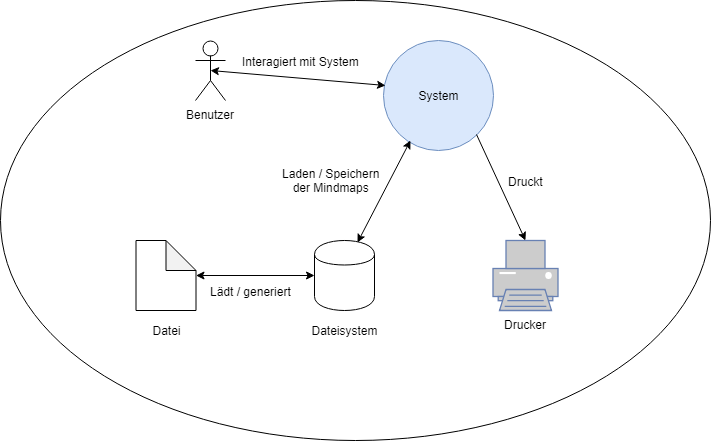 Interagiert mit System
System
Benutzer
Laden / Speichern
der Mindmaps
Druckt
Lädt / generiert
Datei
Dateisystem
Drucker